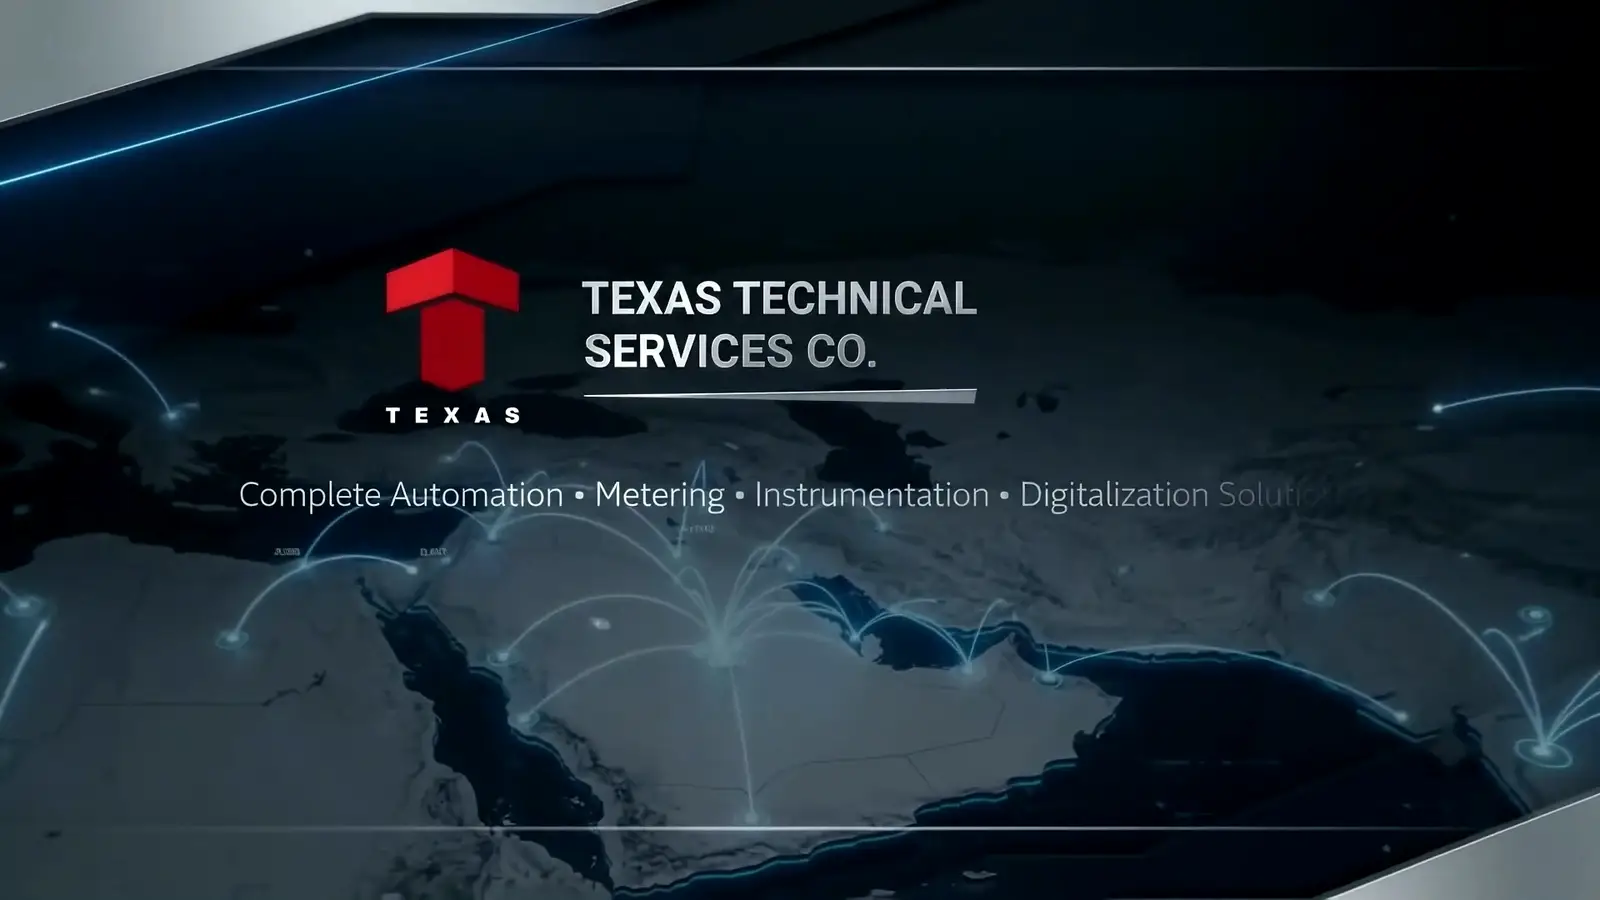 TEXAS TECHNICAL
SERVICES CO.
TEXAS
Complete Automation • Metering • Instrumentation • Digitalization